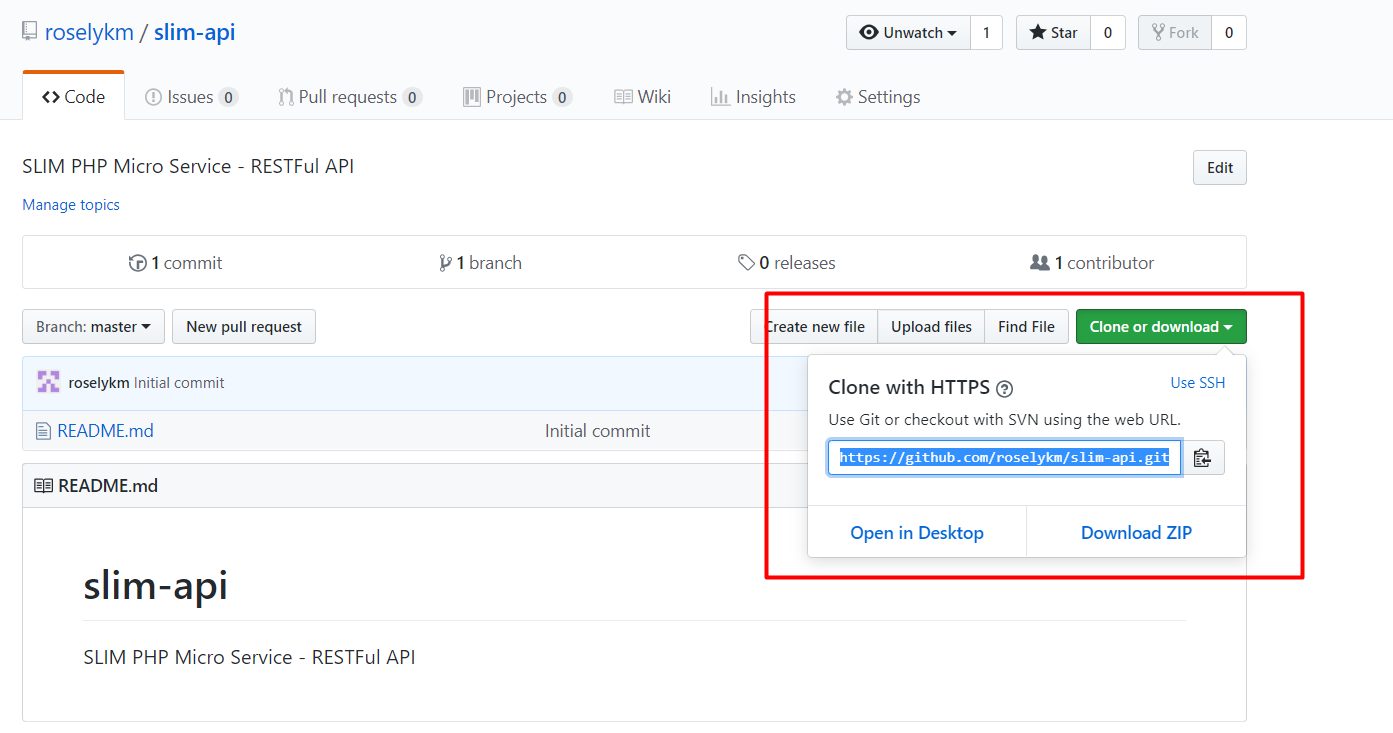 roselykm / slim-api
Unwatch 1 Star 0 Fork 0
Code Issues 0 Pull requests 0 Projects 0 Wiki Insights Settings
SLIM PHP Micro Service - RESTFul API
Edit
Manage topics
1 commit 1 branch 0 releases 1 contributor
Branch: master New pull request Create new file Upload files Find File Clone or download
roselykm Initial commit
README.md Initial commit
Clone with HTTPS ? Use SSH
Use Git or checkout with SVN using the web URL.
https://github.com/roselykm/slim-api.git
Open in Desktop Download ZIP
README.md
slim-api
SLIM PHP Micro Service - RESTFul API